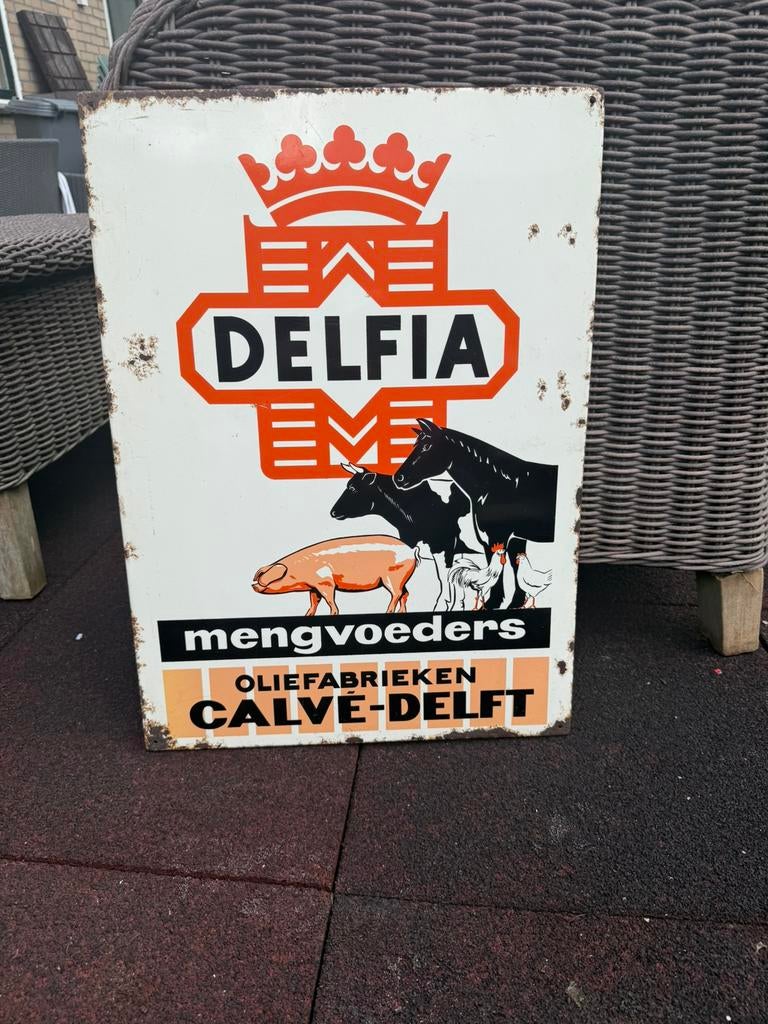 DELFIA
mengvoeders
OLIEFABRIEKEN
CALVÉ-DELFT